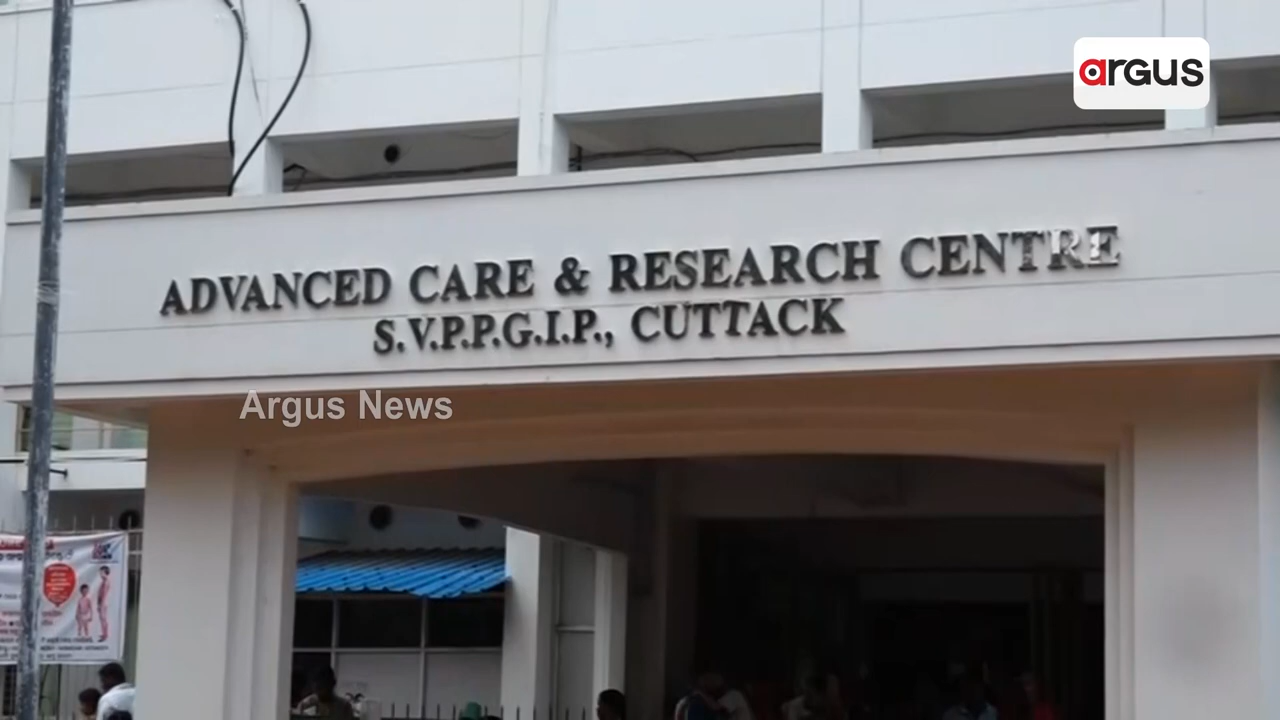 argus
ADVANCED CARE & RESEARCH CENTRE
S.V.P.P.G.I.P., CUTTACK
Argus News